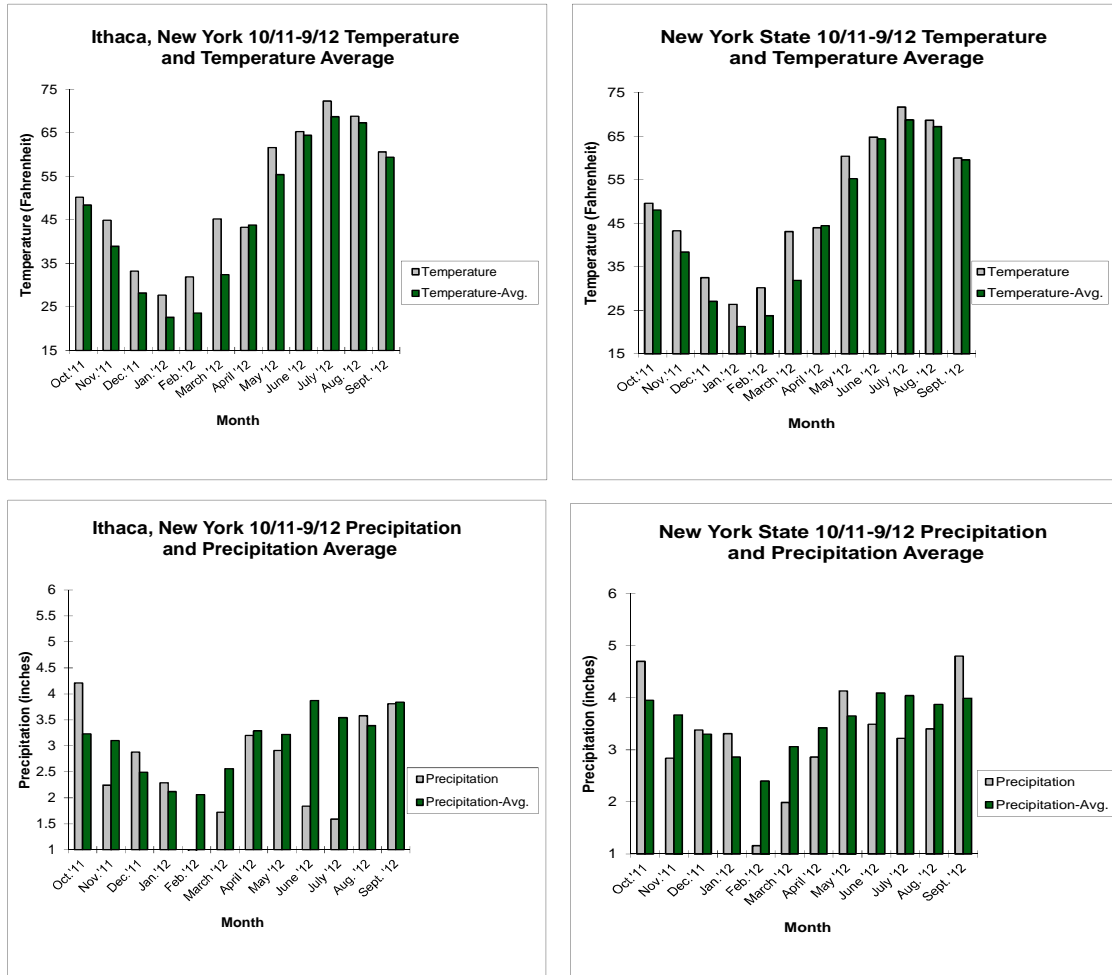 Ithaca, New York 10/11-9/12 Temperature
and Temperature Average
75
65
55
45
35
25
15
Temperature (Fahrenheit)
Oct.'11
Nov.'11
Dec.'11
Jan.'12
Feb.'12
March '12
April '12
May '12
June '12
July '12
Aug. '12
Sept. '12
Month
Temperature
Temperature-Avg.
New York State 10/11-9/12 Temperature
and Temperature Average
75
65
55
45
35
25
15
Temperature (Fahrenheit)
Oct.'11
Nov.'11
Dec.'11
Jan.'12
Feb.'12
March '12
April '12
May '12
June '12
July '12
Aug. '12
Sept. '12
Month
Temperature
Temperature-Avg.
Ithaca, New York 10/11-9/12 Precipitation
and Precipitation Average
6
5.5
5
4.5
4
3.5
3
2.5
2
1.5
1
Precipitation (inches)
Oct.'11
Nov.'11
Dec.'11
Jan.'12
Feb.'12
March '12
April '12
May '12
June '12
July '12
Aug. '12
Sept. '12
Month
Precipitation
Precipitation-Avg.
New York State 10/11-9/12 Precipitation
and Precipitation Average
6
5
4
3
2
1
Precipitation (inches)
Oct.'11
Nov.'11
Dec.'11
Jan.'12
Feb.'12
March '12
April '12
May '12
June '12
July '12
Aug. '12
Sept. '12
Month
Precipitation
Precipitation-Avg.